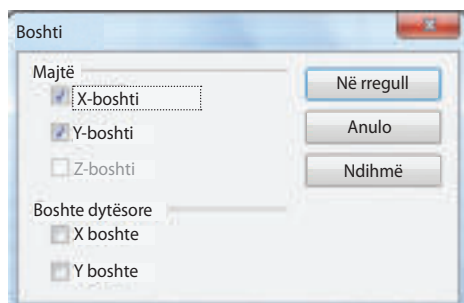 Boshti
Majtë
X-boshti
Y-boshti
Z-boshti
Boshte dytësore
X boshte
Y boshte
Në rregull
Anulo
Ndihmë